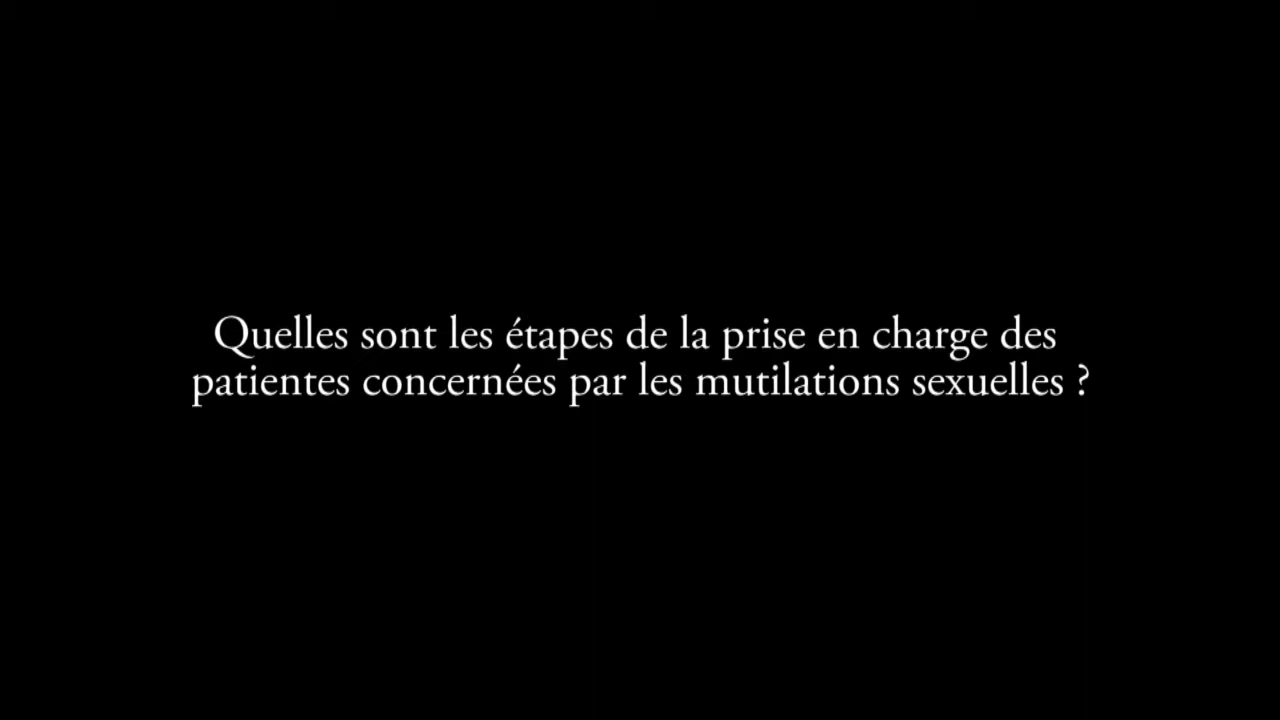 Quelles sont les étapes de la prise en charge des
patientes concernées par les mutilations sexuelles ?